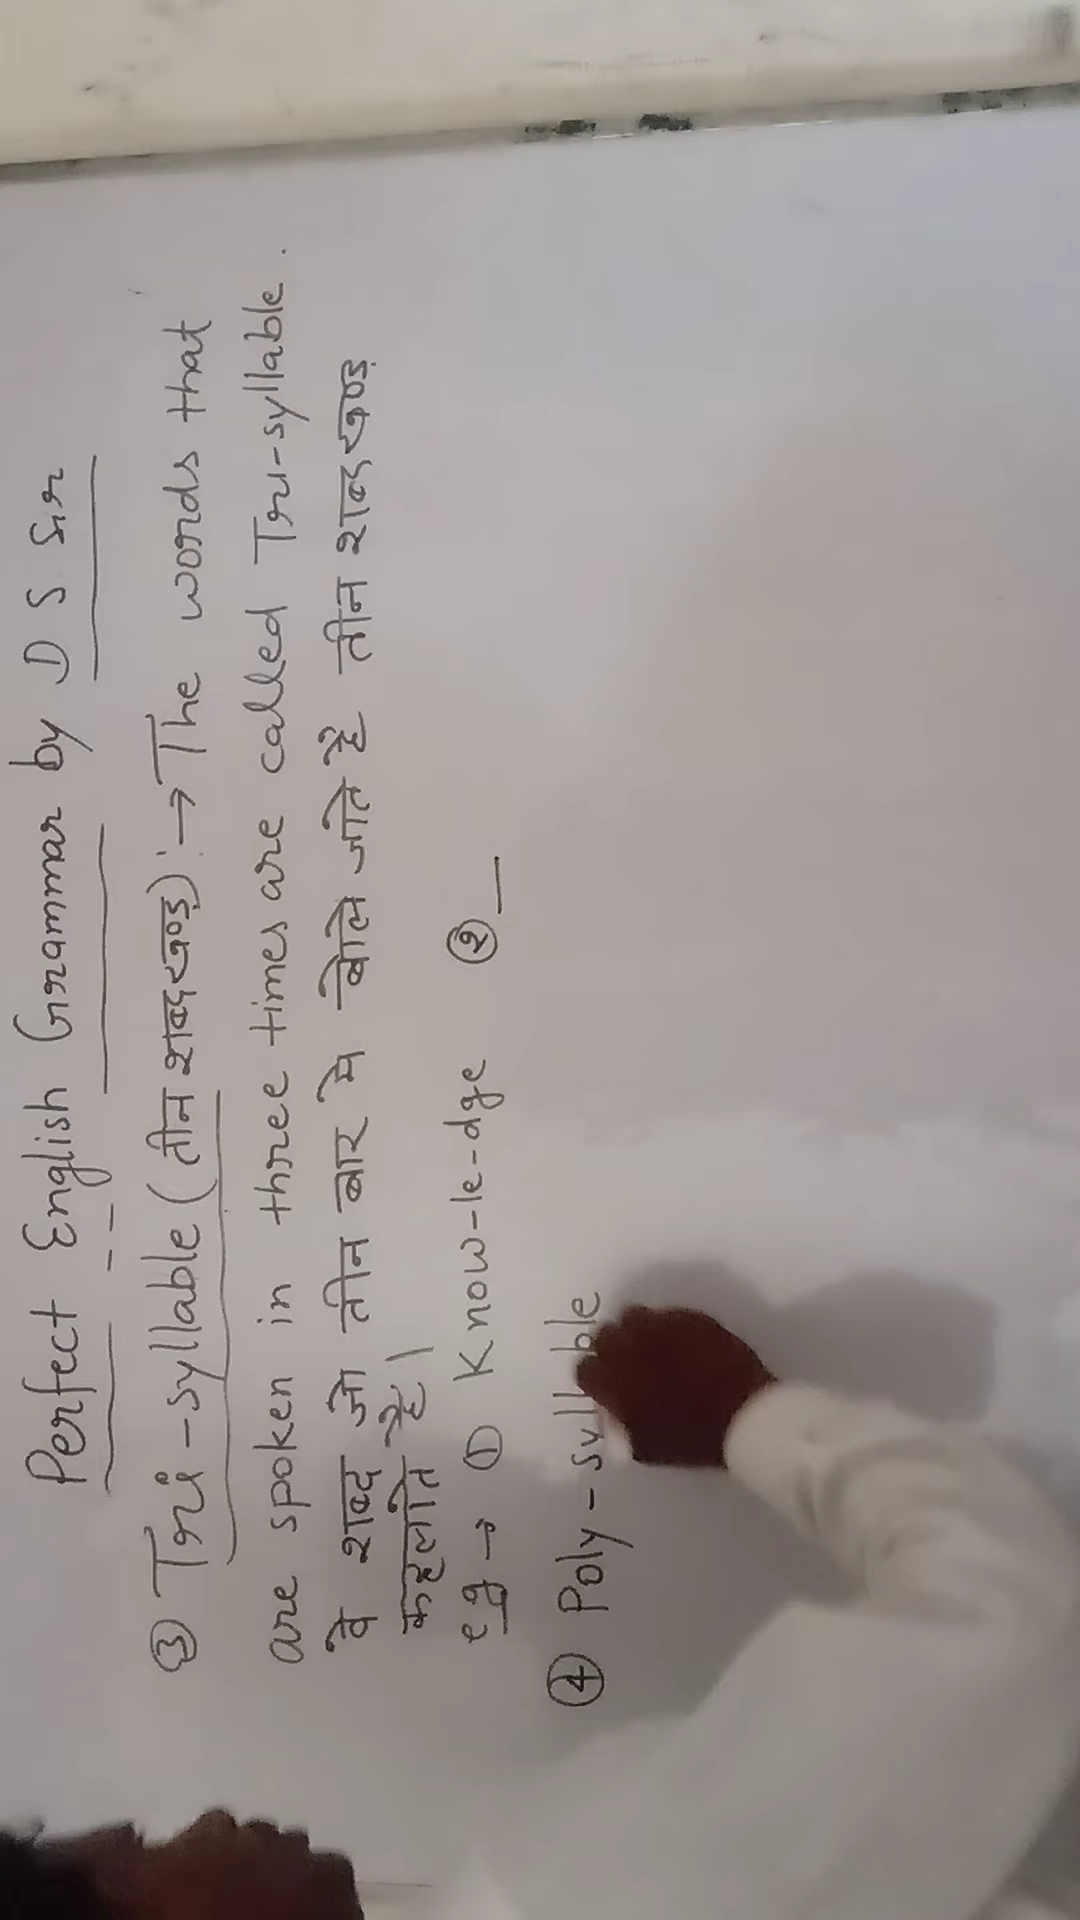 Perfect English Grammar by D S Sir
③ Tri-syllable (तीन शब्दखण्ड) :→ The words that
are spoken in three times are called Tri-syllable.
वे शब्द जो तीन बार मे बोले जाते है तीन शब्दखण्ड
कहलाते है।
eg → ① Know-le-dge ② —
④ Poly-syllable